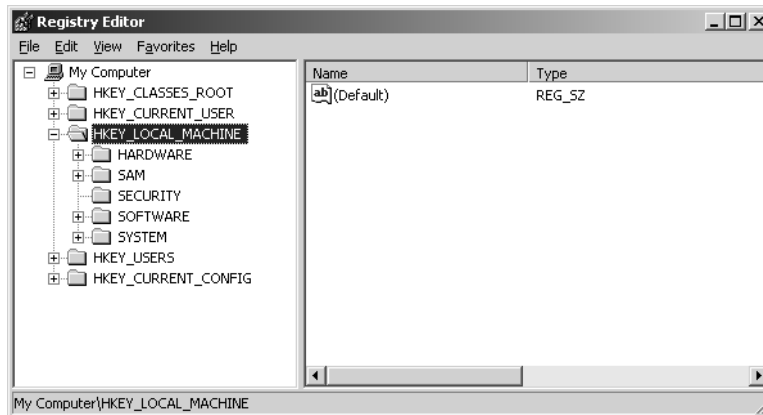 Registry Editor
File Edit View Favorites Help
My Computer
HKEY_CLASSES_ROOT
HKEY_CURRENT_USER
HKEY_LOCAL_MACHINE
HARDWARE
SAM
SECURITY
SOFTWARE
SYSTEM
HKEY_USERS
HKEY_CURRENT_CONFIG
Name Type
ab (Default) REG_SZ
My Computer\HKEY_LOCAL_MACHINE